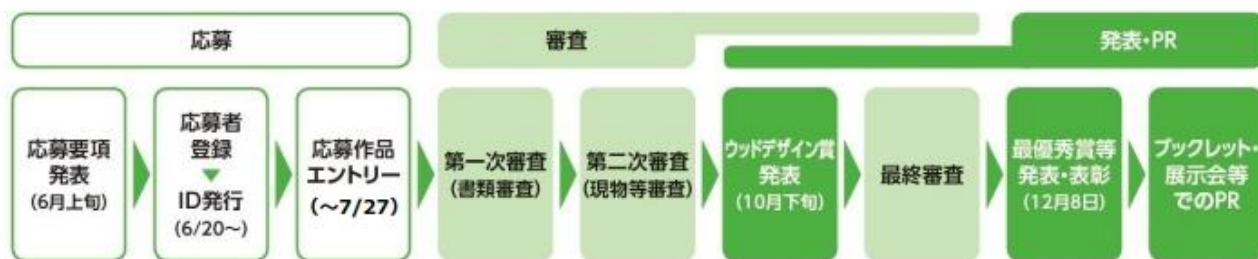 応募
審査
発表・PR
応募要項
発表
(6月上旬)
応募者
登録
ID発行
(6/20～)
応募作品
エントリー
(～7/27)
第一次審査
(書類審査)
第二次審査
(現物等審査)
ウッドデザイン賞
発表
(10月下旬)
最終審査
最優秀賞等
発表・表彰
(12月8日)
ブックレット・
展示会等
でのPR